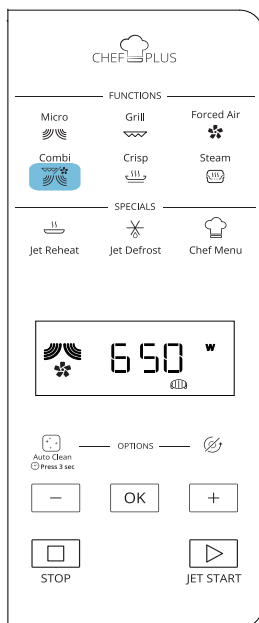 CHEF PLUS
FUNCTIONS
Micro Grill Forced Air
Combi Crisp Steam
SPECIALS
Jet Reheat Jet Defrost Chef Menu
650 W
OPTIONS
Auto Clean
Press 3 sec
− OK +
STOP JET START